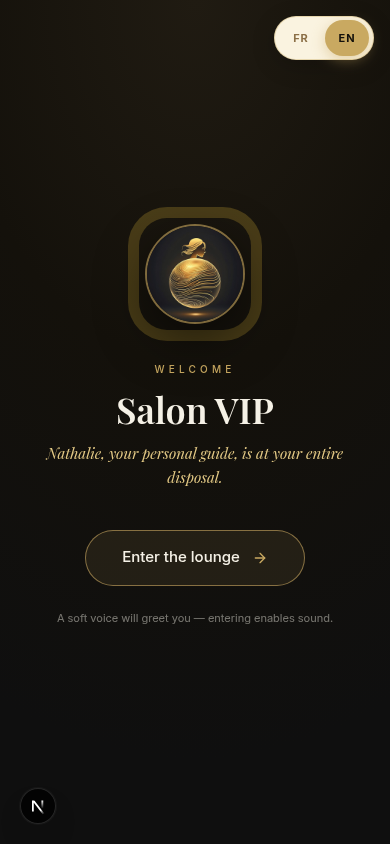 FR EN
WELCOME
Salon VIP
Nathalie, your personal guide, is at your entire
disposal.
Enter the lounge →
A soft voice will greet you — entering enables sound.
N